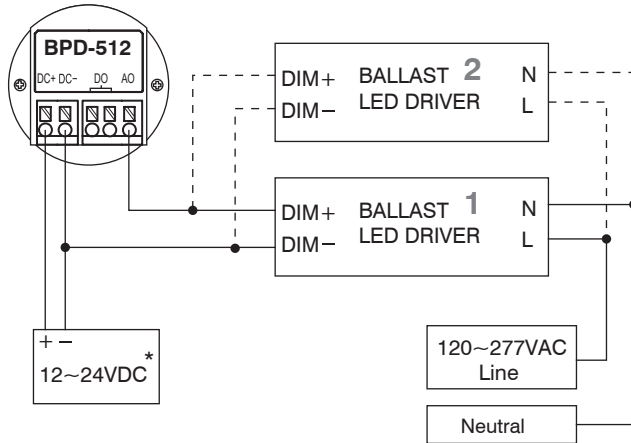 BPD-512
DC+ DC− DO AO
DIM+ BALLAST 2 N
DIM− LED DRIVER L
DIM+ BALLAST 1 N
DIM− LED DRIVER L
+ − *
12~24VDC
120~277VAC
Line
Neutral